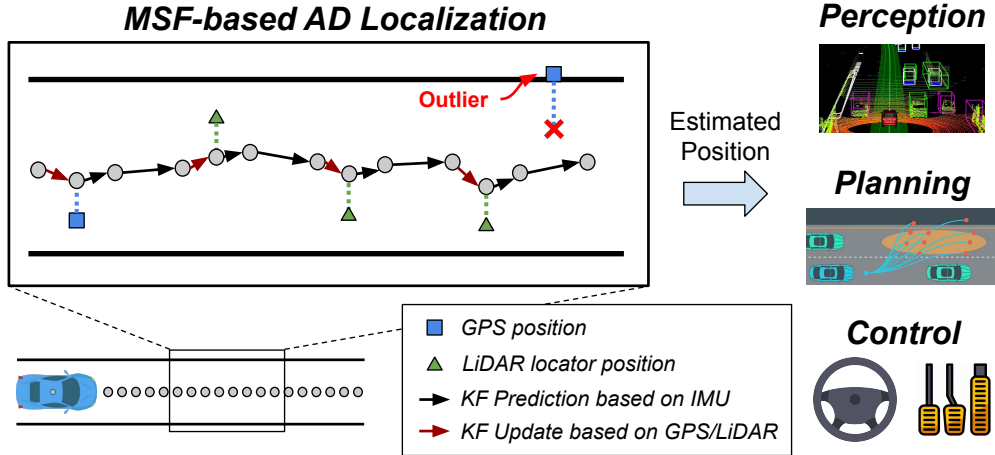 MSF-based AD Localization
Outlier
Estimated
Position
Perception
Planning
Control
GPS position
LiDAR locator position
KF Prediction based on IMU
KF Update based on GPS/LiDAR